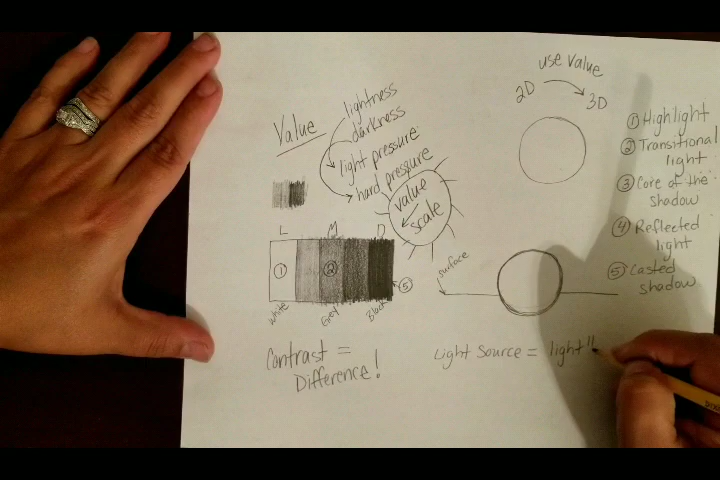 Value
lightness
darkness
light pressure
hard pressure
value
scale
L M D
①
②
⑤
White
Grey
Black
Contrast =
Difference!
use value
2D
3D
① Highlight
② Transitional
light
③ Core of the
shadow
④ Reflected
light
⑤ Casted
shadow
surface
Light Source = light"